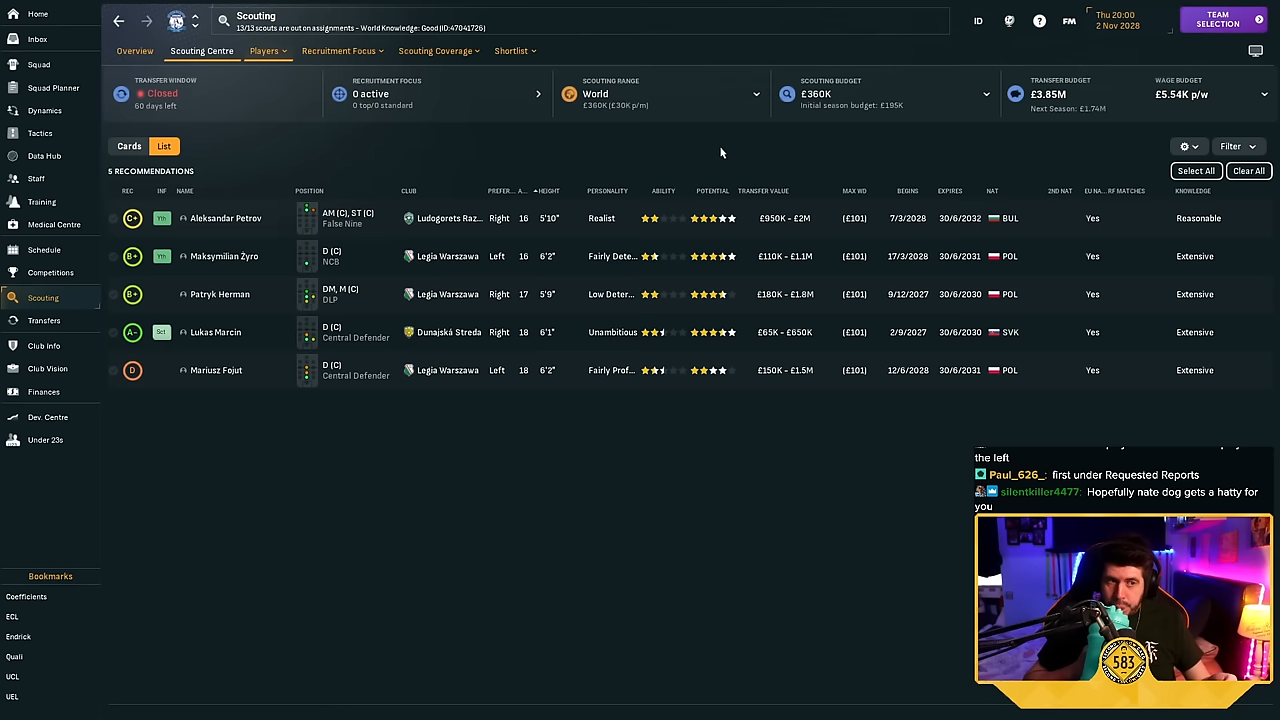 Home
Inbox
Squad
Squad Planner
Dynamics
Tactics
Data Hub
Staff
Training
Medical Centre
Schedule
Competitions
Scouting
Transfers
Club Info
Club Vision
Finances
Dev. Centre
Under 23s
Bookmarks
Coefficients
ECL
Endrick
Quali
UCL
UEL
Scouting
13/13 scouts are out on assignments - World Knowledge: Good (ID:47041726)
ID
?
FM
Thu 20:00
2 Nov 2028
TEAM SELECTION
Overview
Scouting Centre
Players
Recruitment Focus
Scouting Coverage
Shortlist
TRANSFER WINDOW
Closed
60 days left
RECRUITMENT FOCUS
0 active
0 top/0 standard
SCOUTING RANGE
World
£360K (£30K p/m)
SCOUTING BUDGET
£360K
Initial season budget: £195K
TRANSFER BUDGET
£3.85M
Next Season: £1.74M
WAGE BUDGET
£5.54K p/w
Cards
List
Filter
5 RECOMMENDATIONS
Select All
Clear All
REC INF NAME POSITION CLUB PREFER... A... HEIGHT PERSONALITY ABILITY POTENTIAL TRANSFER VALUE MAX WD BEGINS EXPIRES NAT 2ND NAT EU NA... RF MATCHES KNOWLEDGE
C+ Yth Aleksandar Petrov AM (C), ST (C) Ludogorets Raz... Right 16 5'10" Realist £950K - £2M (£101) 7/3/2028 30/6/2032 BUL Yes Reasonable
False Nine
B+ Yth Maksymilian Żyro D (C) Legia Warszawa Left 16 6'2" Fairly Dete... £110K - £1.1M (£101) 17/3/2028 30/6/2031 POL Yes Extensive
NCB
B+ Patryk Herman DM, M (C) Legia Warszawa Right 17 5'9" Low Deter... £180K - £1.8M (£101) 9/12/2027 30/6/2030 POL Yes Extensive
DLP
A- Sct Lukas Marcin D (C) Dunajská Streda Right 18 6'1" Unambitious £65K - £650K (£101) 2/9/2027 30/6/2030 SVK Yes Extensive
Central Defender
D Mariusz Fojut D (C) Legia Warszawa Left 18 6'2" Fairly Prof... £150K - £1.5M (£101) 12/6/2028 30/6/2031 POL Yes Extensive
Central Defender
the left
Paul_626_: first under Requested Reports
silentkiller4477: Hopefully nate dog gets a hatty for
you
583